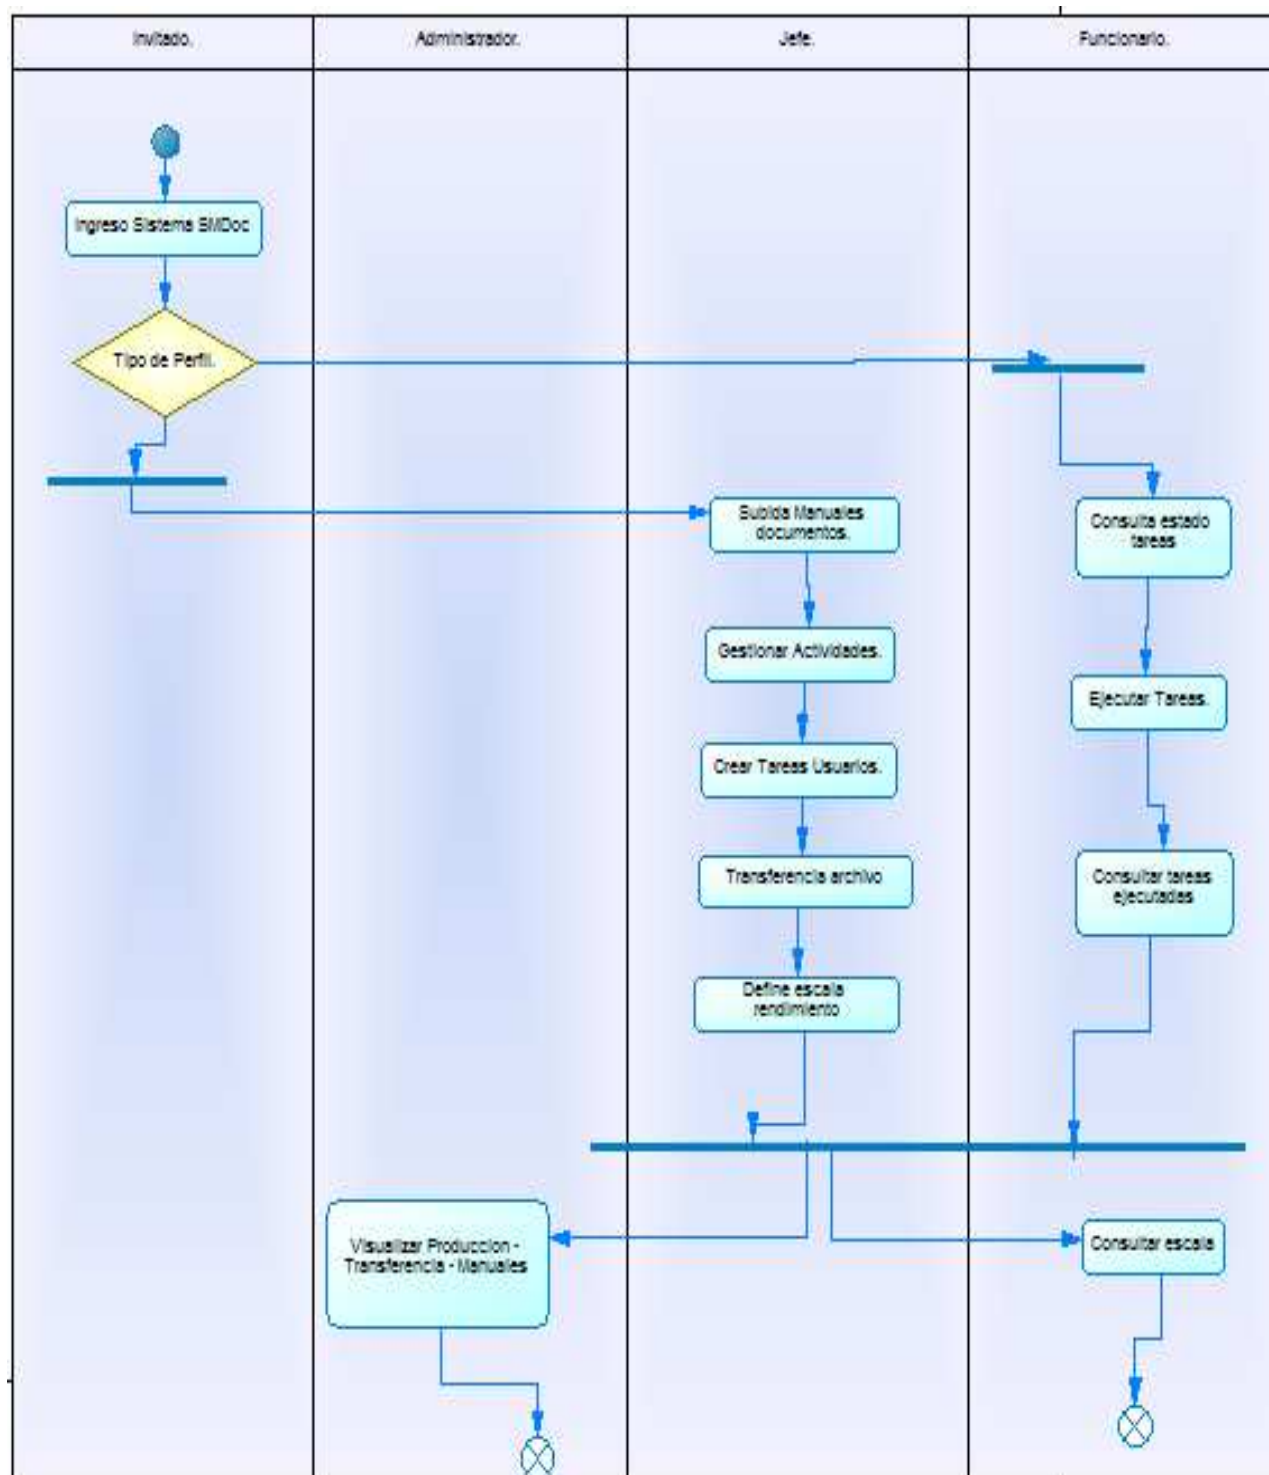 Invitado.
Administrador.
Jefe.
Funcionario.
Ingreso Sistema SMDoc
Tipo de Perfil.
Subida Manuales
documentos.
Consulta estado
tareas
Gestionar Actividades.
Ejecutar Tareas.
Crear Tareas Usuarios.
Transferencia archivo
Consultar tareas
ejecutadas
Define escala
rendimiento
Visualizar Produccion -
Transferencia - Manuales
Consultar escala